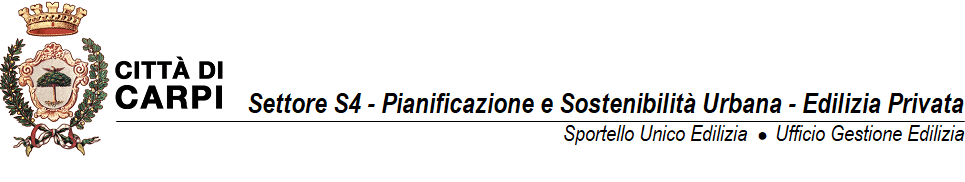 CITTÀ DI
CARPI
Settore S4 - Pianificazione e Sostenibilità Urbana - Edilizia Privata
Sportello Unico Edilizia ● Ufficio Gestione Edilizia